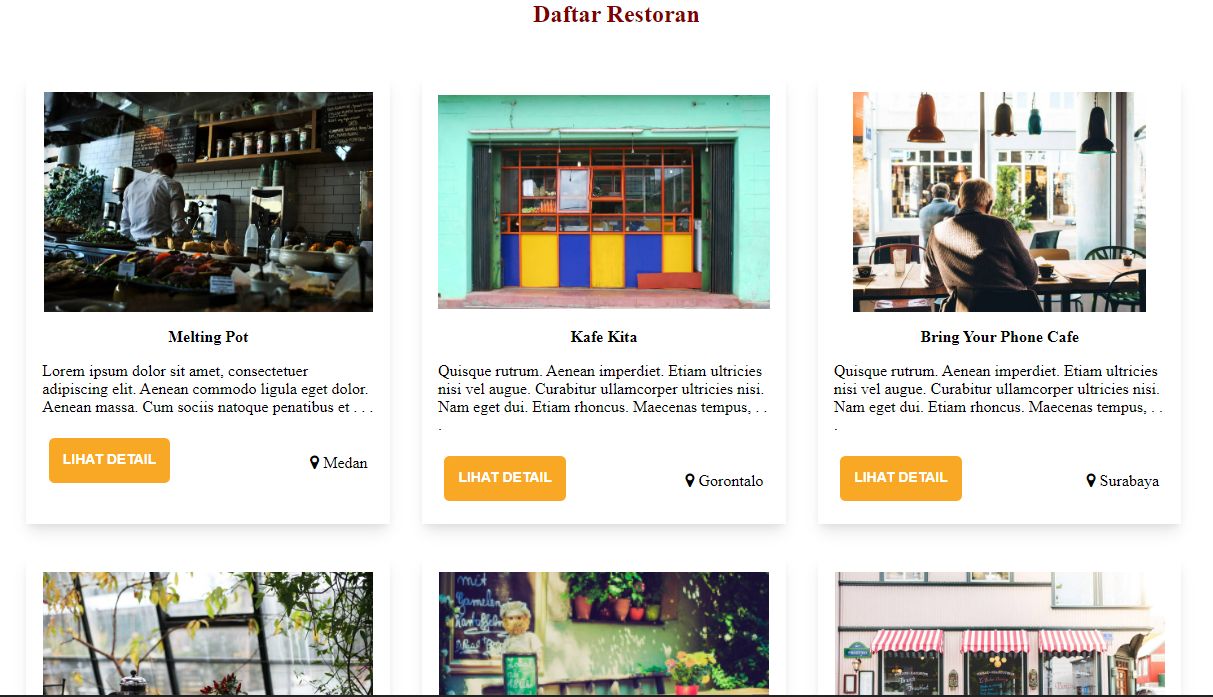 Daftar Restoran
Melting Pot
Lorem ipsum dolor sit amet, consectetuer
adipiscing elit. Aenean commodo ligula eget dolor.
Aenean massa. Cum sociis natoque penatibus et . . .
LIHAT DETAIL
Medan
Kafe Kita
Quisque rutrum. Aenean imperdiet. Etiam ultricies
nisi vel augue. Curabitur ullamcorper ultricies nisi.
Nam eget dui. Etiam rhoncus. Maecenas tempus, . .
.
LIHAT DETAIL
Gorontalo
Bring Your Phone Cafe
Quisque rutrum. Aenean imperdiet. Etiam ultricies
nisi vel augue. Curabitur ullamcorper ultricies nisi.
Nam eget dui. Etiam rhoncus. Maecenas tempus, . .
.
LIHAT DETAIL
Surabaya
mit